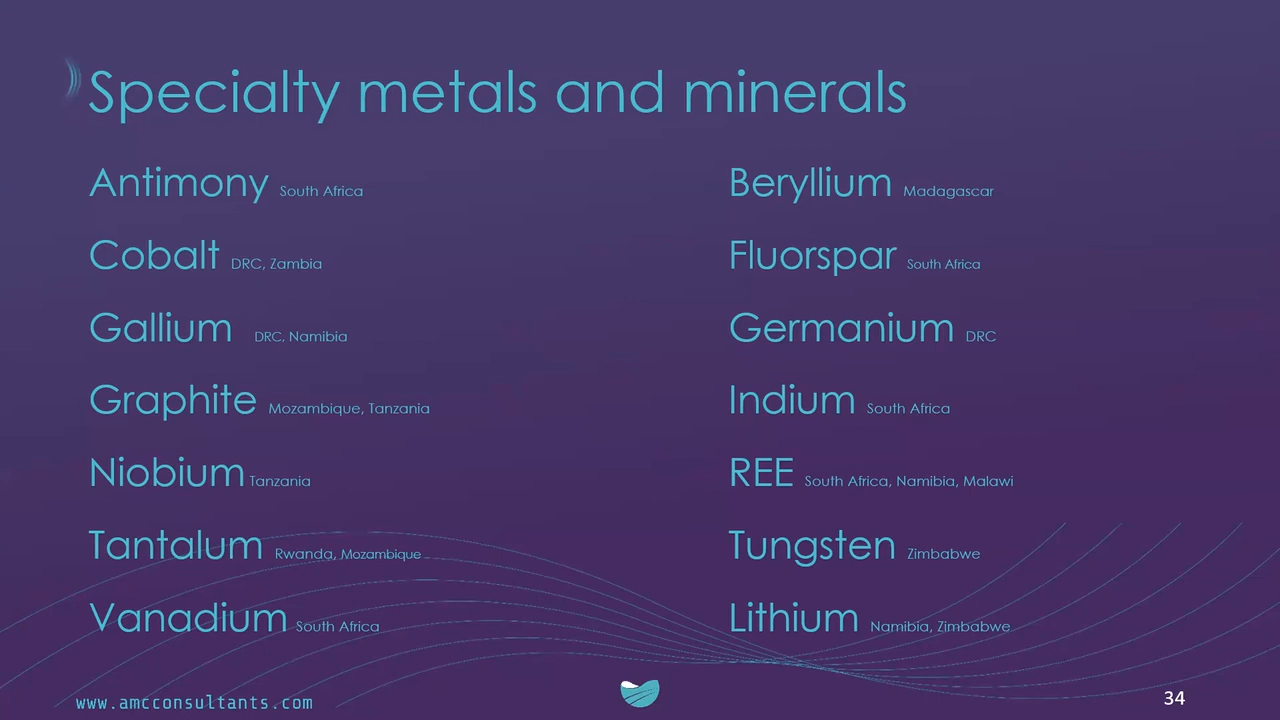 Specialty metals and minerals
Antimony South Africa
Cobalt DRC, Zambia
Gallium DRC, Namibia
Graphite Mozambique, Tanzania
Niobium Tanzania
Tantalum Rwanda, Mozambique
Vanadium South Africa
Beryllium Madagascar
Fluorspar South Africa
Germanium DRC
Indium South Africa
REE South Africa, Namibia, Malawi
Tungsten Zimbabwe
Lithium Namibia, Zimbabwe
www.amcconsultants.com
34